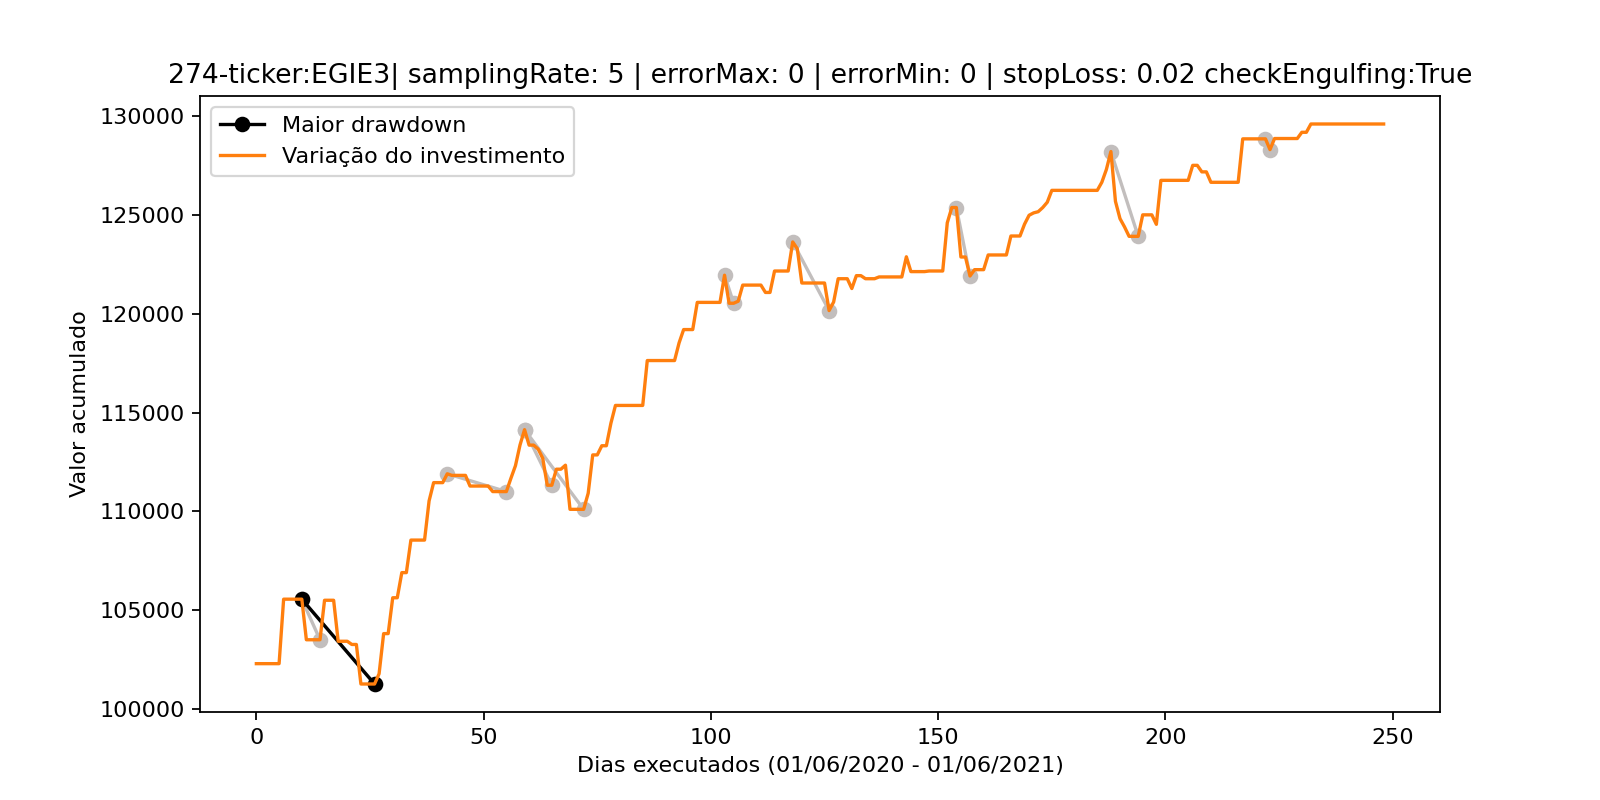 274-ticker:EGIE3| samplingRate: 5 | errorMax: 0 | errorMin: 0 | stopLoss: 0.02 checkEngulfing:True
Maior drawdown
Variação do investimento
130000
125000
120000
115000
110000
105000
100000
Valor acumulado
0 50 100 150 200 250
Dias executados (01/06/2020 - 01/06/2021)